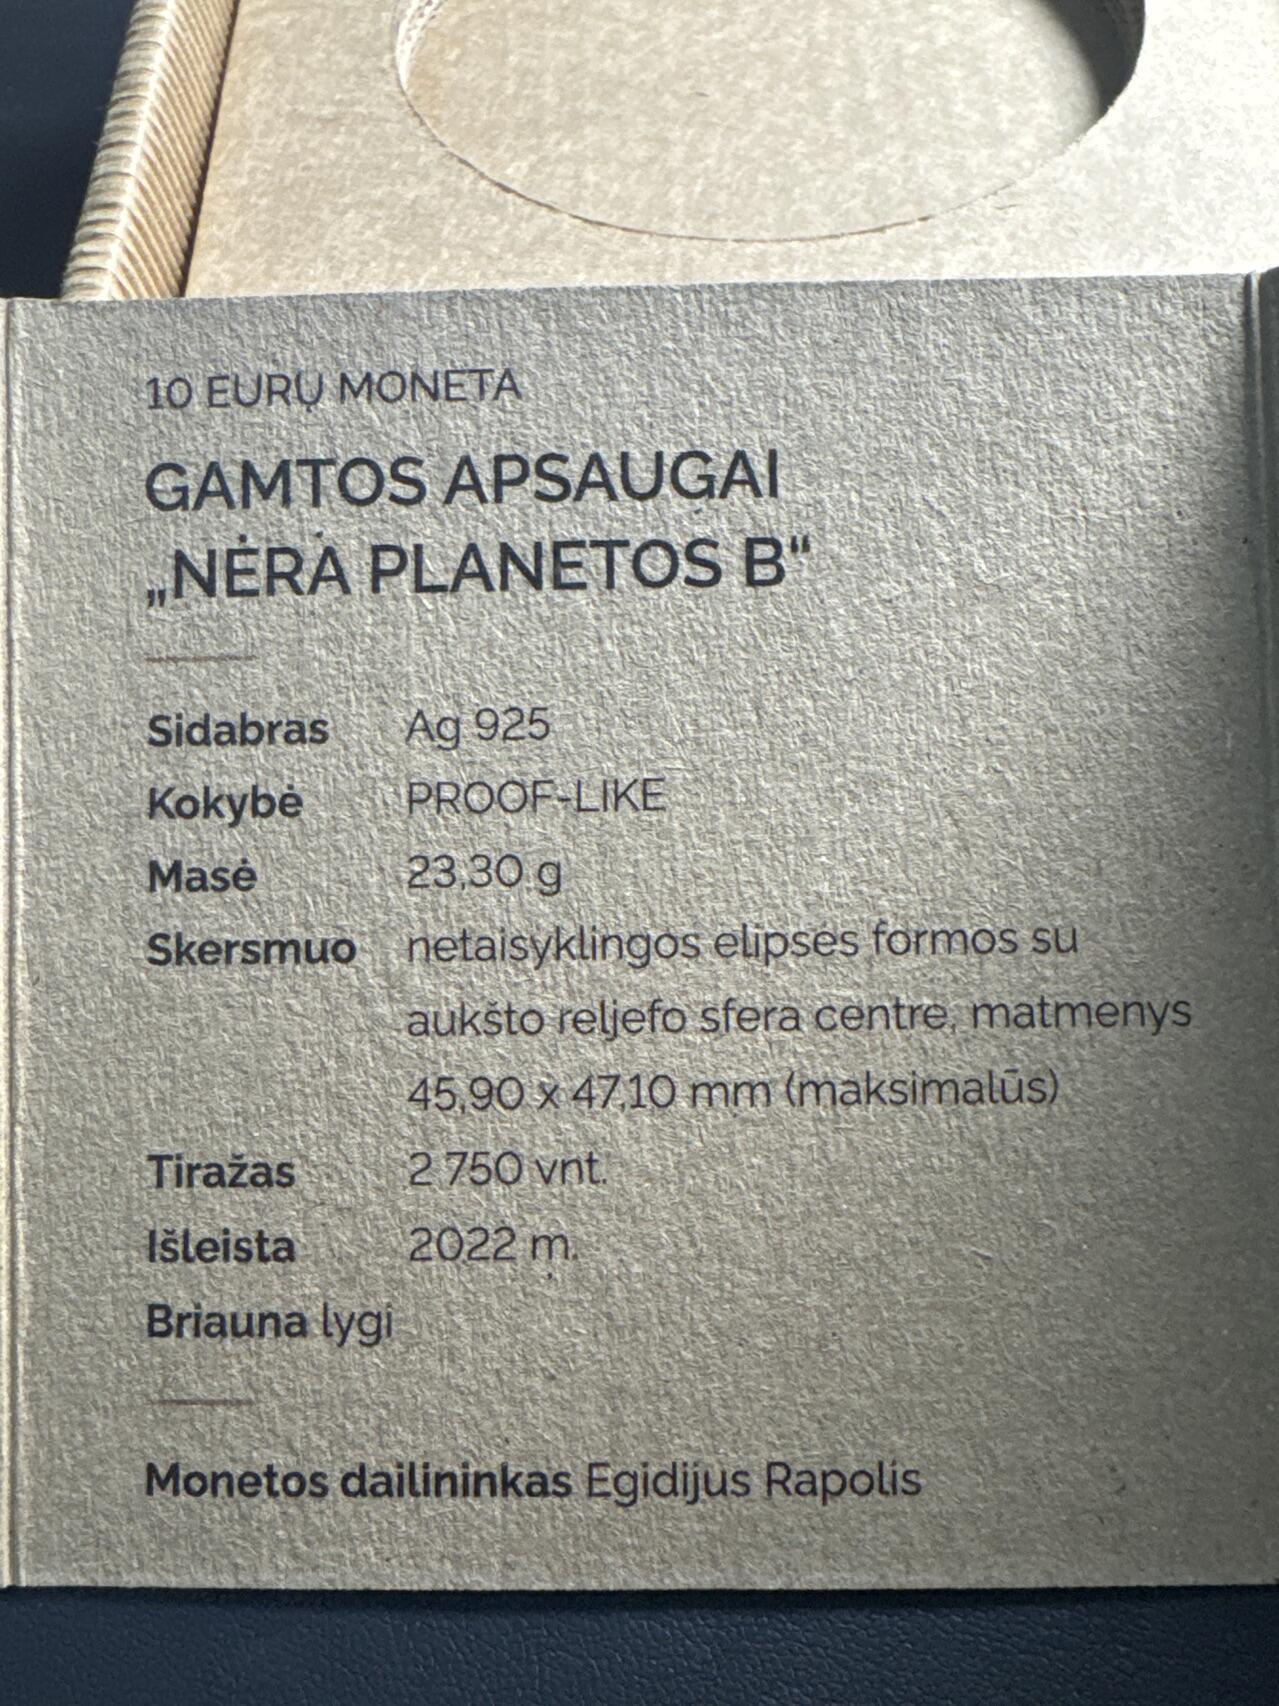 10 EURŲ MONETA
GAMTOS APSAUGAI
„NĖRA PLANETOS B“
Sidabras Ag 925
Kokybė PROOF-LIKE
Masė 23,30 g
Skersmuo netaisyklingos elipsės formos su
aukšto reljefo sfera centre, matmenys
45,90 x 47,10 mm (maksimalūs)
Tiražas 2 750 vnt.
Išleista 2022 m.
Briauna lygi
Monetos dailininkas Egidijus Rapolis